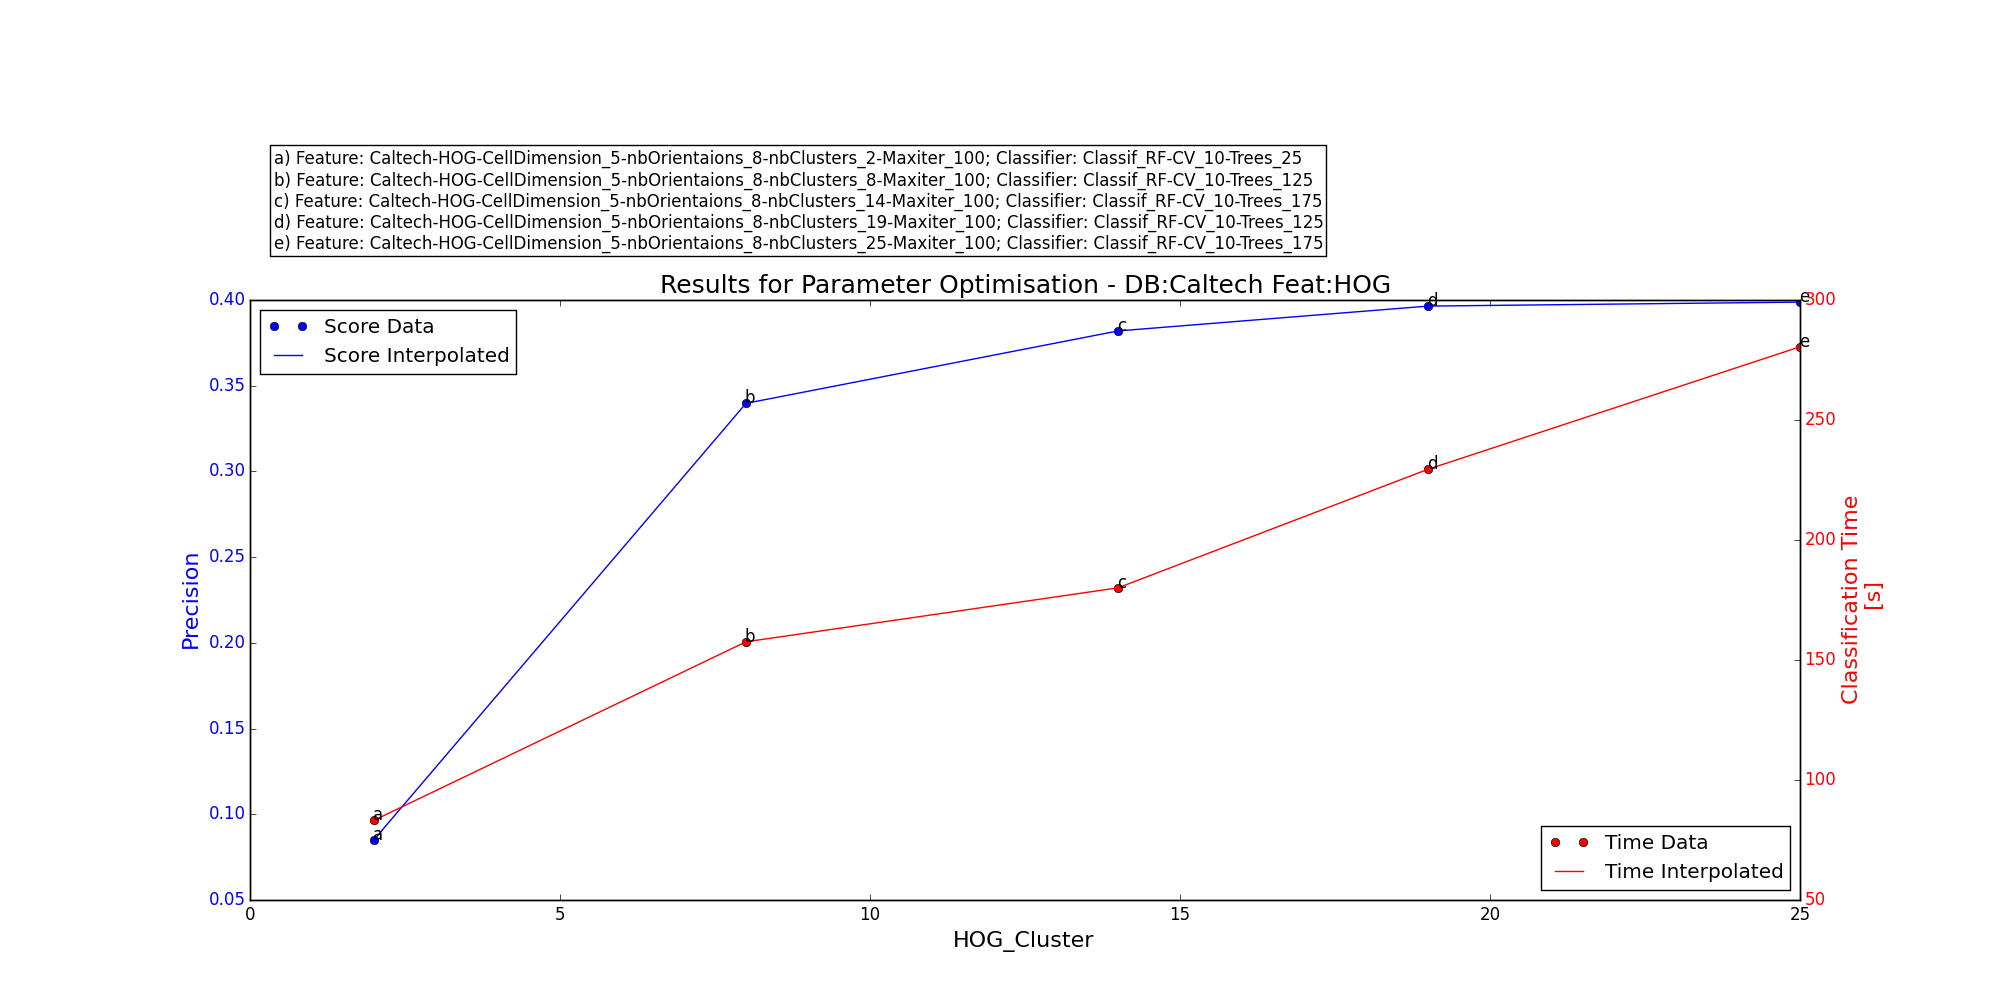 a) Feature: Caltech-HOG-CellDimension_5-nbOrientaions_8-nbClusters_2-Maxiter_100; Classifier: Classif_RF-CV_10-Trees_25
b) Feature: Caltech-HOG-CellDimension_5-nbOrientaions_8-nbClusters_8-Maxiter_100; Classifier: Classif_RF-CV_10-Trees_125
c) Feature: Caltech-HOG-CellDimension_5-nbOrientaions_8-nbClusters_14-Maxiter_100; Classifier: Classif_RF-CV_10-Trees_175
d) Feature: Caltech-HOG-CellDimension_5-nbOrientaions_8-nbClusters_19-Maxiter_100; Classifier: Classif_RF-CV_10-Trees_125
e) Feature: Caltech-HOG-CellDimension_5-nbOrientaions_8-nbClusters_25-Maxiter_100; Classifier: Classif_RF-CV_10-Trees_175
Results for Parameter Optimisation - DB:Caltech Feat:HOG
Score Data
Score Interpolated
Precision
0.40
0.35
0.30
0.25
0.20
0.15
0.10
0.05
a
b
c
d
e
a
b
c
d
e
300
250
200
150
100
50
Classification Time
[s]
Time Data
Time Interpolated
0
5
10
15
20
25
HOG_Cluster